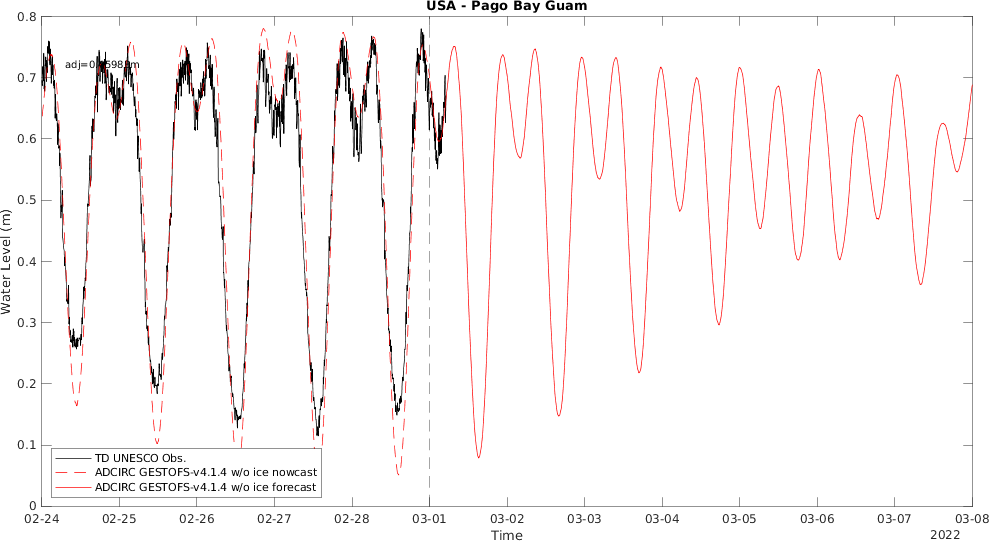 USA - Pago Bay Guam
0.8
0.7
0.6
0.5
0.4
0.3
0.2
0.1
0
Water Level (m)
TD UNESCO Obs.
ADCIRC GESTOFS-v4.1.4 w/o ice nowcast
ADCIRC GESTOFS-v4.1.4 w/o ice forecast
02-24 02-25 02-26 02-27 02-28 03-01 03-02 03-03 03-04 03-05 03-06 03-07 03-08
Time
2022